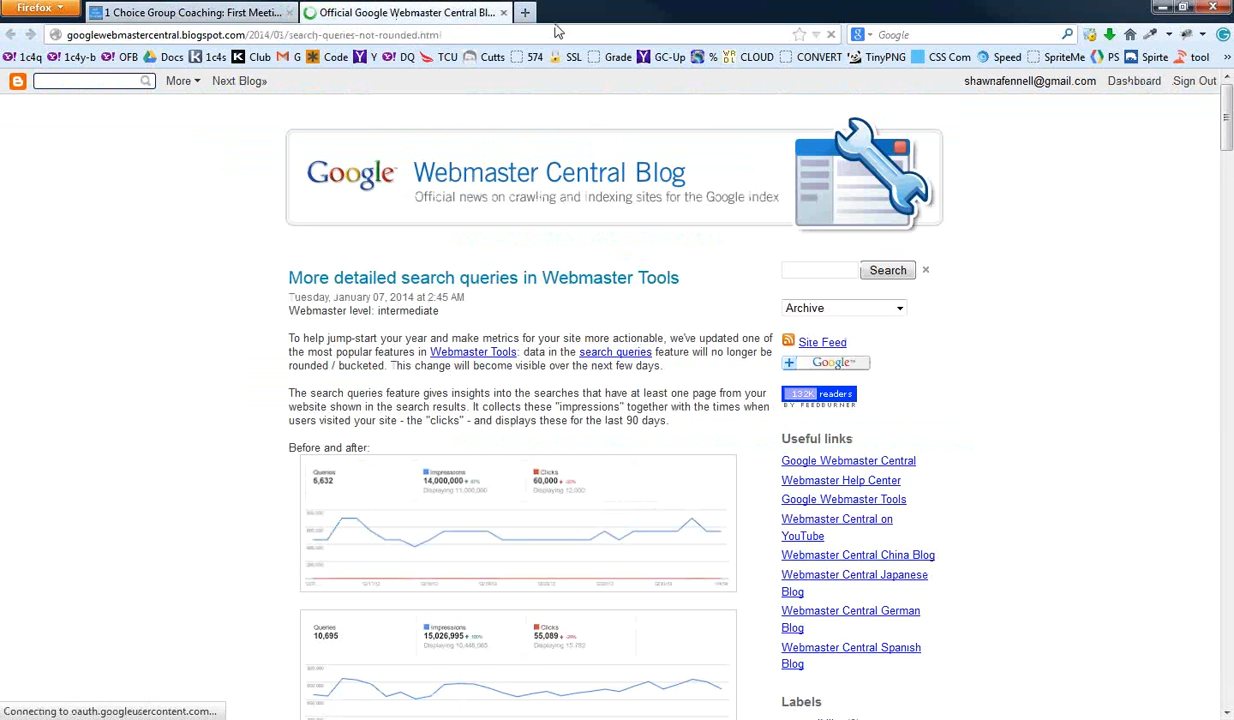 Firefox
1 Choice Group Coaching: First Meeti...
Official Google Webmaster Central Bl...
googlewebmastercentral.blogspot.com/2014/01/search-queries-not-rounded.html
Google
1c4q
1c4y-b
OFB
Docs
1c4s
Club
G
Code
Y
DQ
TCU
Cutts
574
SSL
Grade
GC-Up
%
CLOUD
CONVERT
TinyPNG
CSS Com
Speed
SpriteMe
PS
Sprite
tool
More
Next Blog»
shawnafennell@gmail.com
Dashboard
Sign Out
Google Webmaster Central Blog
Official news on crawling and indexing sites for the Google index
More detailed search queries in Webmaster Tools
Tuesday, January 07, 2014 at 2:45 AM
Webmaster level: intermediate
To help jump-start your year and make metrics for your site more actionable, we've updated one of
the most popular features in Webmaster Tools: data in the search queries feature will no longer be
rounded / bucketed. This change will become visible over the next few days.
The search queries feature gives insights into the searches that have at least one page from your
website shown in the search results. It collects these "impressions" together with the times when
users visited your site - the "clicks" - and displays these for the last 90 days.
Before and after:
Queries
6,632
Impressions
14,000,000
Displaying 11,000,000
Clicks
60,000
Displaying 12,000
Queries
10,695
Impressions
15,026,995
Clicks
55,089
Search
Archive
Site Feed
Google
132K readers
BY FEEDBURNER
Useful links
Google Webmaster Central
Webmaster Help Center
Google Webmaster Tools
Webmaster Central on
YouTube
Webmaster Central China Blog
Webmaster Central Japanese
Blog
Webmaster Central German
Blog
Webmaster Central Spanish
Blog
Labels
Connecting to oauth.googleusercontent.com...